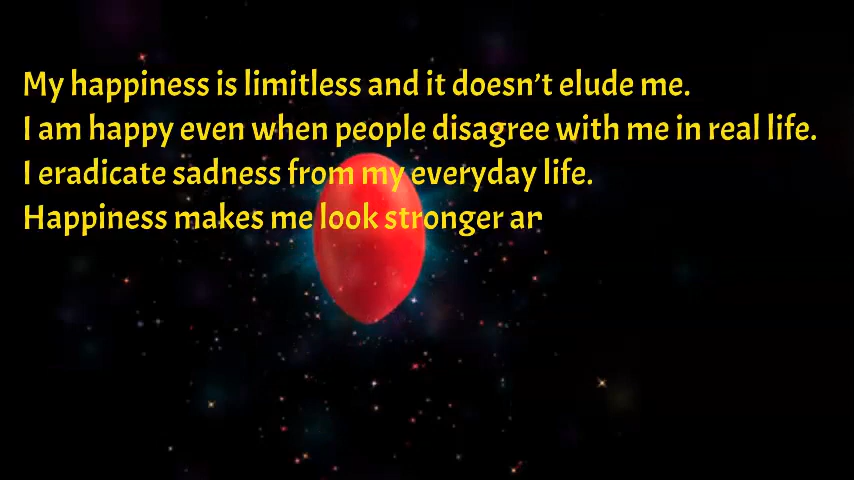 My happiness is limitless and it doesn’t elude me.
I am happy even when people disagree with me in real life.
I eradicate sadness from my everyday life.
Happiness makes me look stronger ar